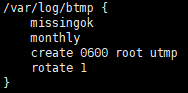 /var/log/btmp {
    missingok
    monthly
    create 0600 root utmp
    rotate 1
}